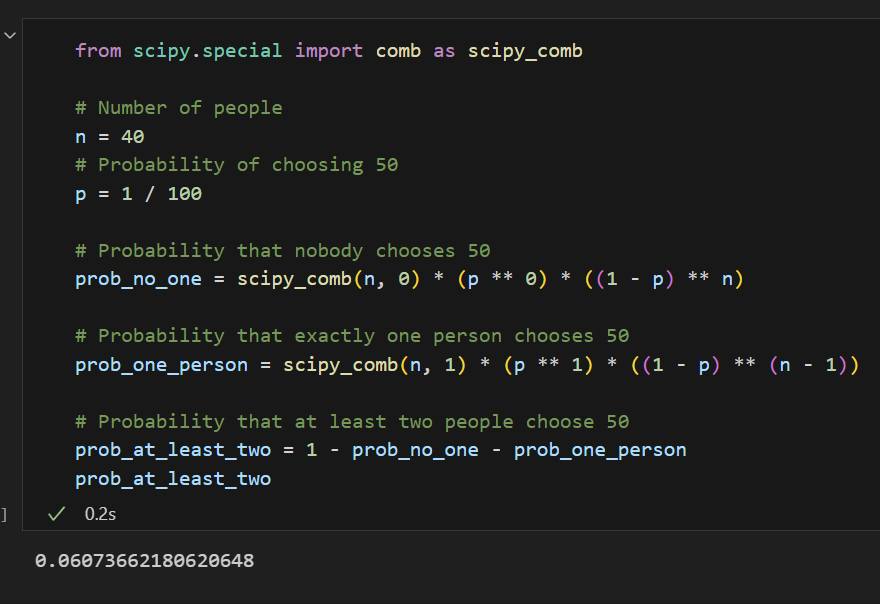 from scipy.special import comb as scipy_comb
# Number of people
n = 40
# Probability of choosing 50
p = 1 / 100
# Probability that nobody chooses 50
prob_no_one = scipy_comb(n, 0) * (p ** 0) * ((1 - p) ** n)
# Probability that exactly one person chooses 50
prob_one_person = scipy_comb(n, 1) * (p ** 1) * ((1 - p) ** (n - 1))
# Probability that at least two people choose 50
prob_at_least_two = 1 - prob_no_one - prob_one_person
prob_at_least_two
] ✓ 0.2s
0.06073662180620648